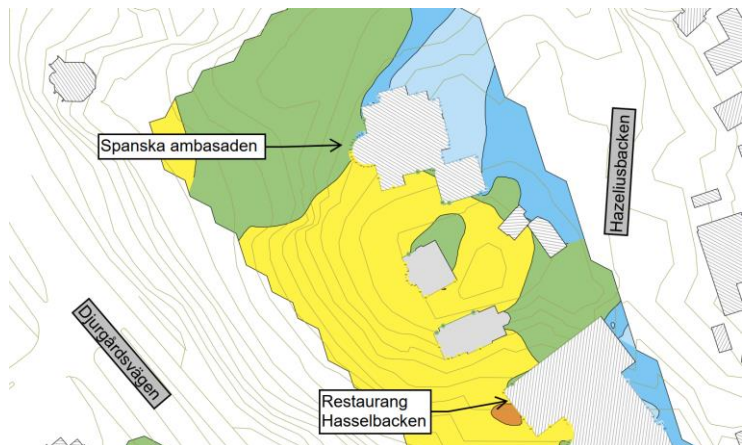 Spanska ambasaden
Hazeliusbacken
Djurgårdsvägen
Restaurang
Hasselbacken